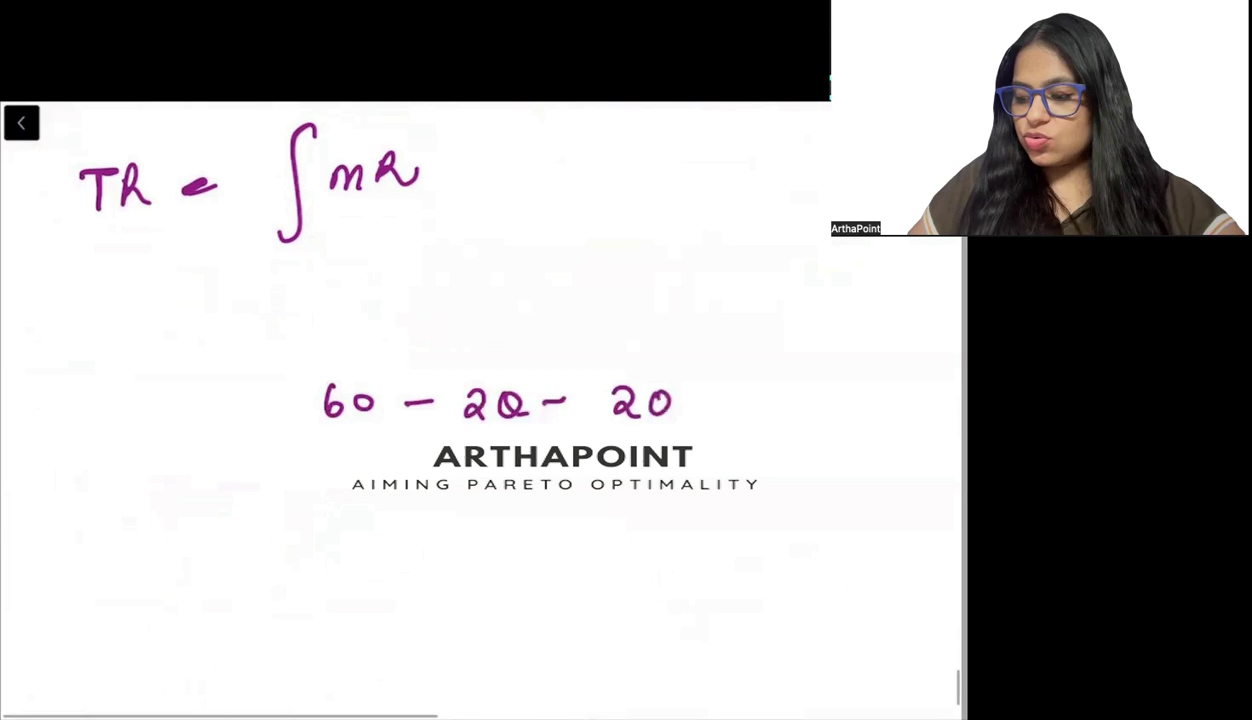 ArthaPoint
TR = ∫ MR
60 - 2Q - 20
ARTHAPOINT
AIMING PARETO OPTIMALITY